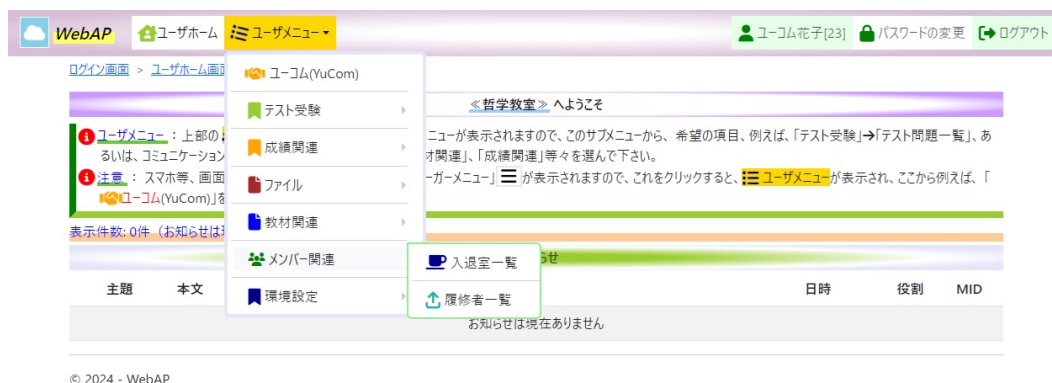 WebAP ユーザホーム ユーザメニュー ユーコム花子[23] パスワードの変更 ログアウト
ログイン画面 > ユーザホーム画面
≪哲学教室≫ へようこそ
ユーザメニュー : 上部の
ニューが表示されますので、このサブメニューから、希望の項目、例えば、「テスト受験」→「テスト問題一覧」、あ
るいは、コミュニケーション
材関連」、「成績関連」等々を選んで下さい。
注意 : スマホ等、画面
ーガーメニュー」 が表示されますので、これをクリックすると、 ユーザメニューが表示され、ここから例えば、「
ユーコム(YuCom)」を
表示件数: 0件 (お知らせは
ユーコム(YuCom)
テスト受験
成績関連
ファイル
教材関連
メンバー関連
環境設定
入退室一覧
履修者一覧
らせ
主題 本文 日時 役割 MID
お知らせは現在ありません
© 2024 - WebAP